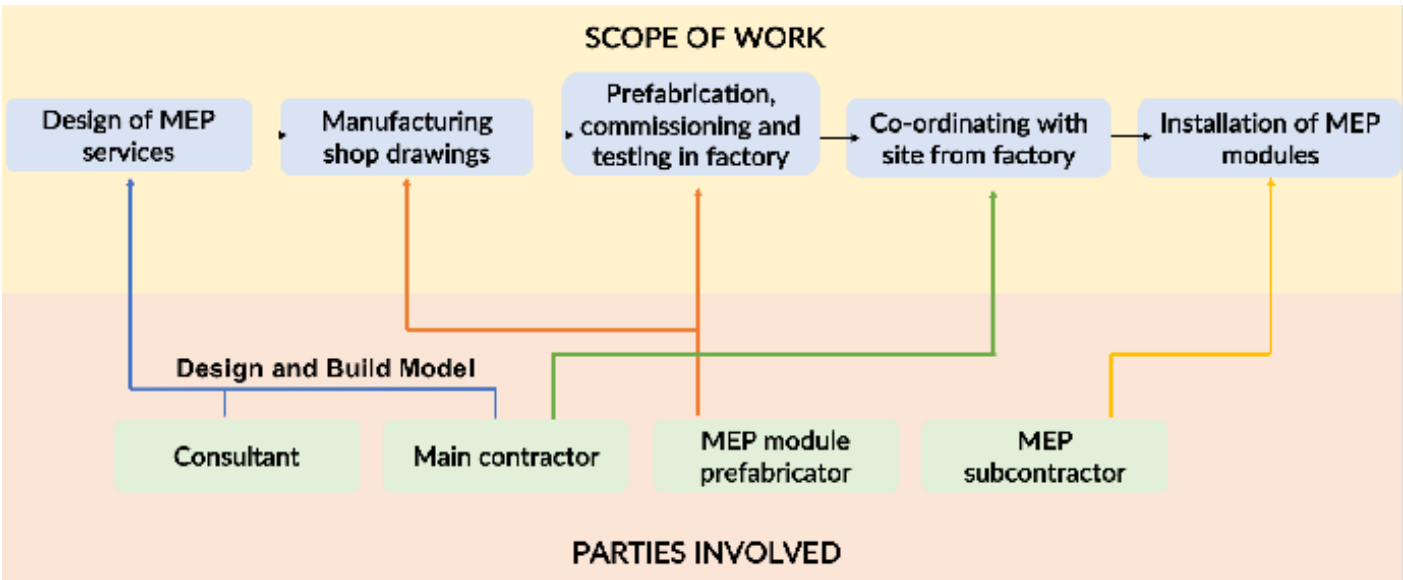 SCOPE OF WORK
Design of MEP
services
Manufacturing
shop drawings
Prefabrication,
commissioning and
testing in factory
Co-ordinating with
site from factory
Installation of MEP
modules
Design and Build Model
Consultant
Main contractor
MEP module
prefabricator
MEP
subcontractor
PARTIES INVOLVED